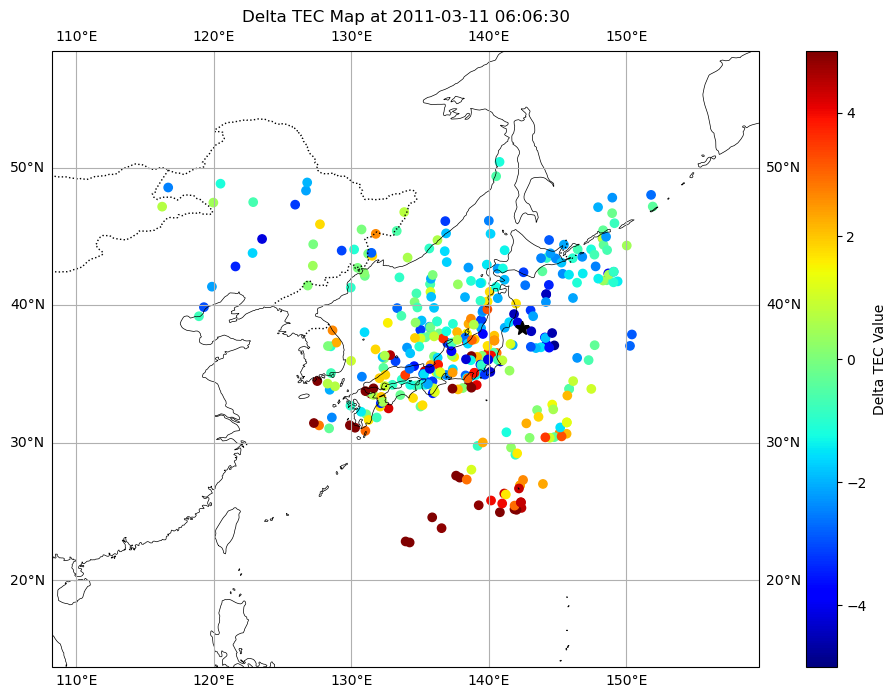 Delta TEC Map at 2011-03-11 06:06:30
110°E 120°E 130°E 140°E 150°E
50°N 50°N
40°N 40°N
30°N 30°N
20°N 20°N
110°E 120°E 130°E 140°E 150°E
4
2
0
−2
−4
Delta TEC Value